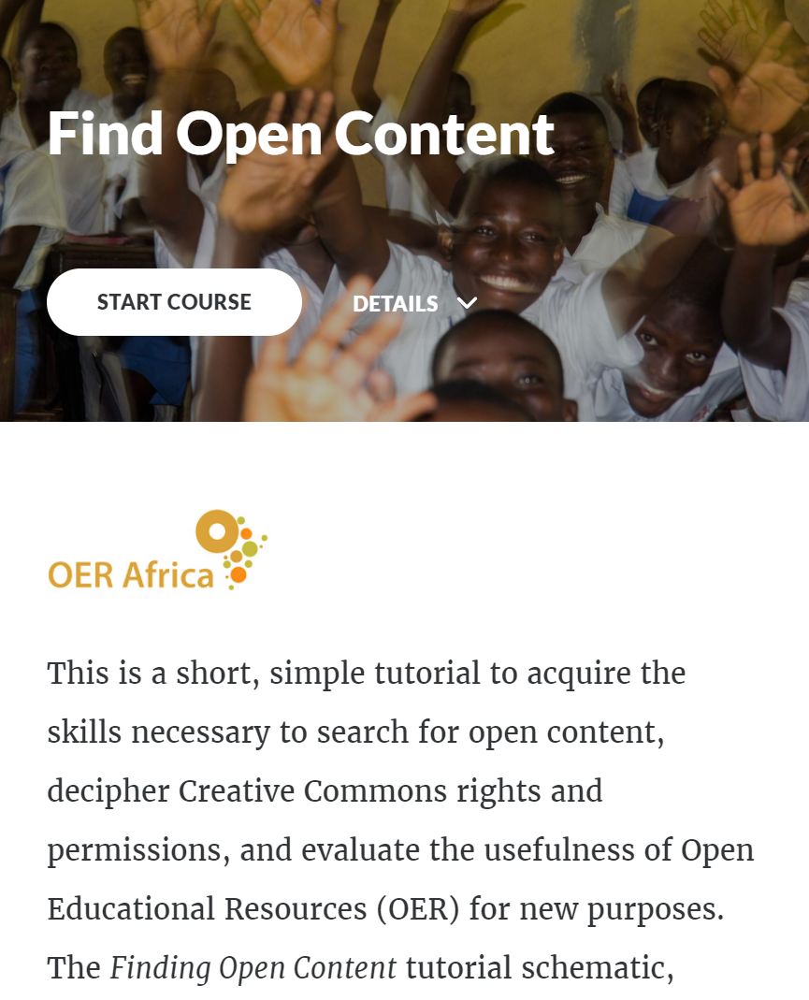 Find Open Content
START COURSE
DETAILS
OER Africa
This is a short, simple tutorial to acquire the
skills necessary to search for open content,
decipher Creative Commons rights and
permissions, and evaluate the usefulness of Open
Educational Resources (OER) for new purposes.
The Finding Open Content tutorial schematic,